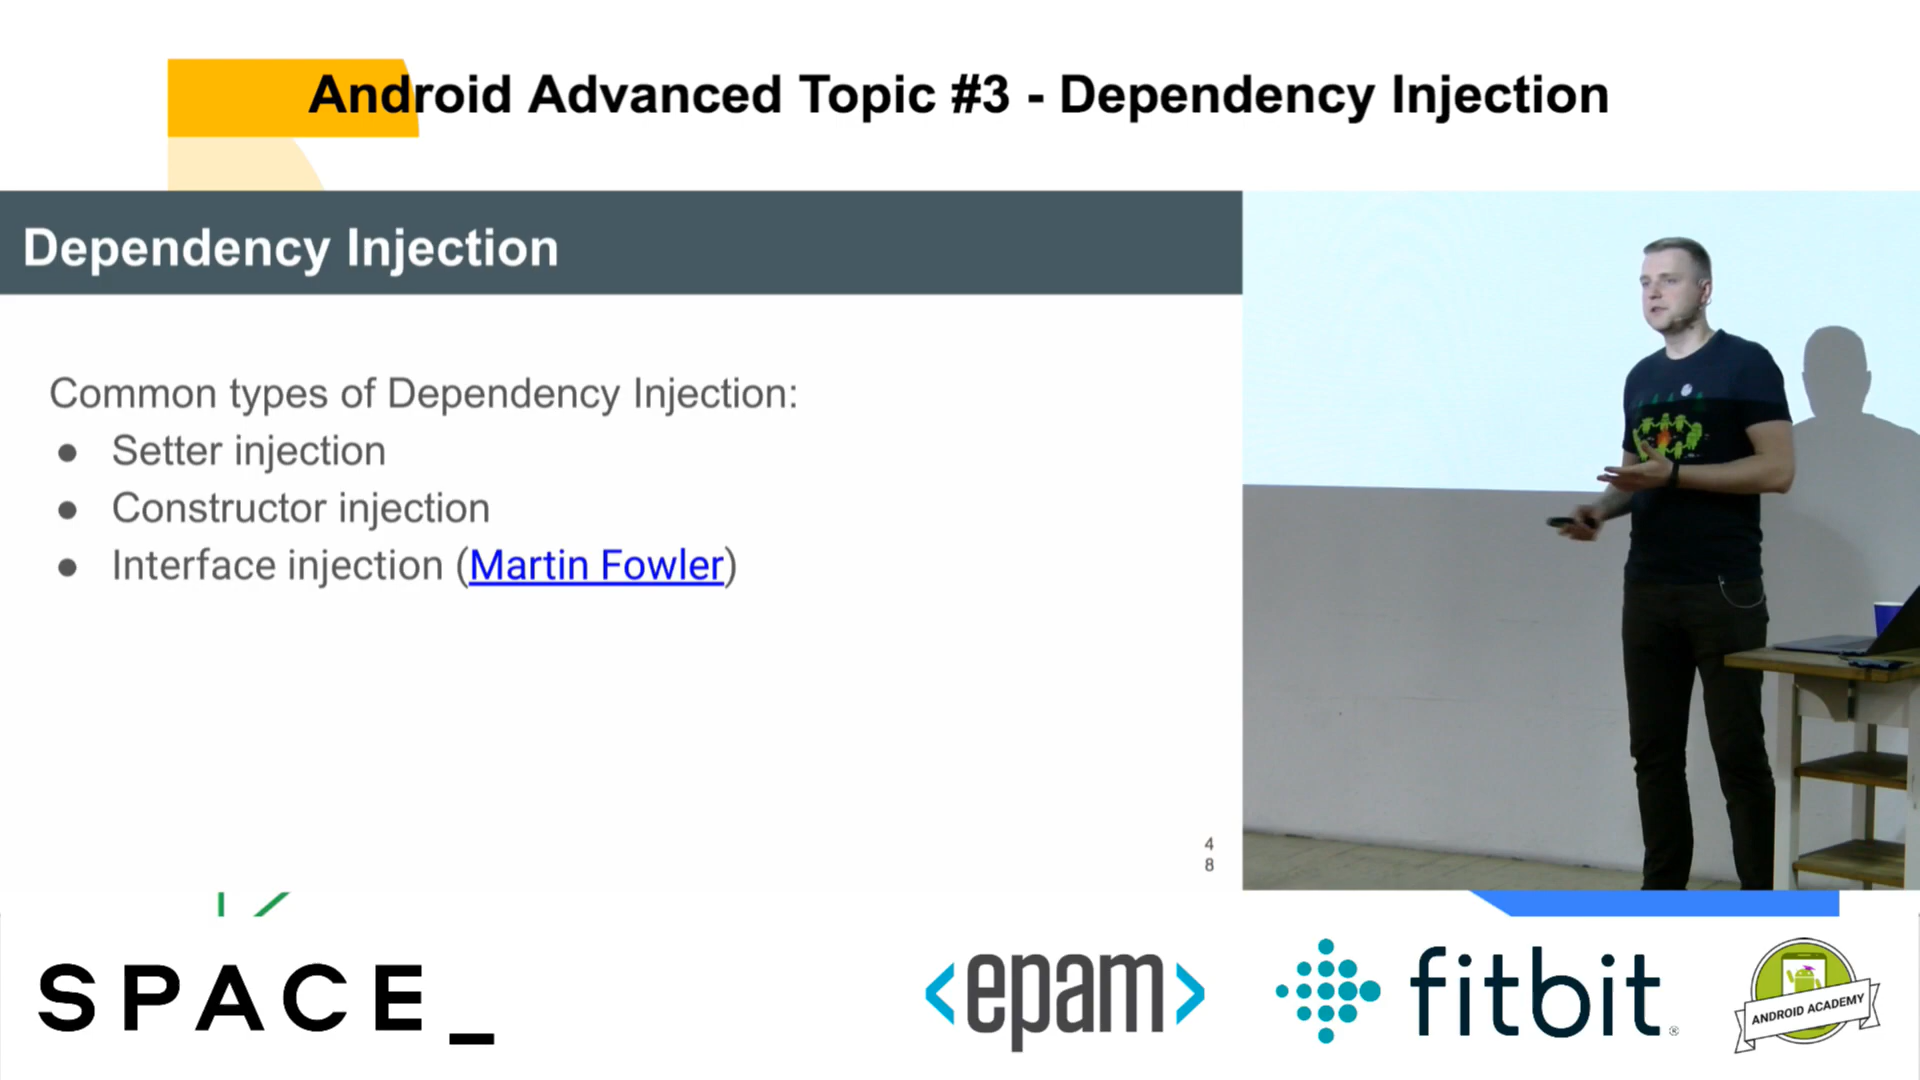 Android Advanced Topic #3 - Dependency Injection
Dependency Injection
Common types of Dependency Injection:
● Setter injection
● Constructor injection
● Interface injection (Martin Fowler)
4
8
SPACE_
<epam>
fitbit®
ANDROID ACADEMY